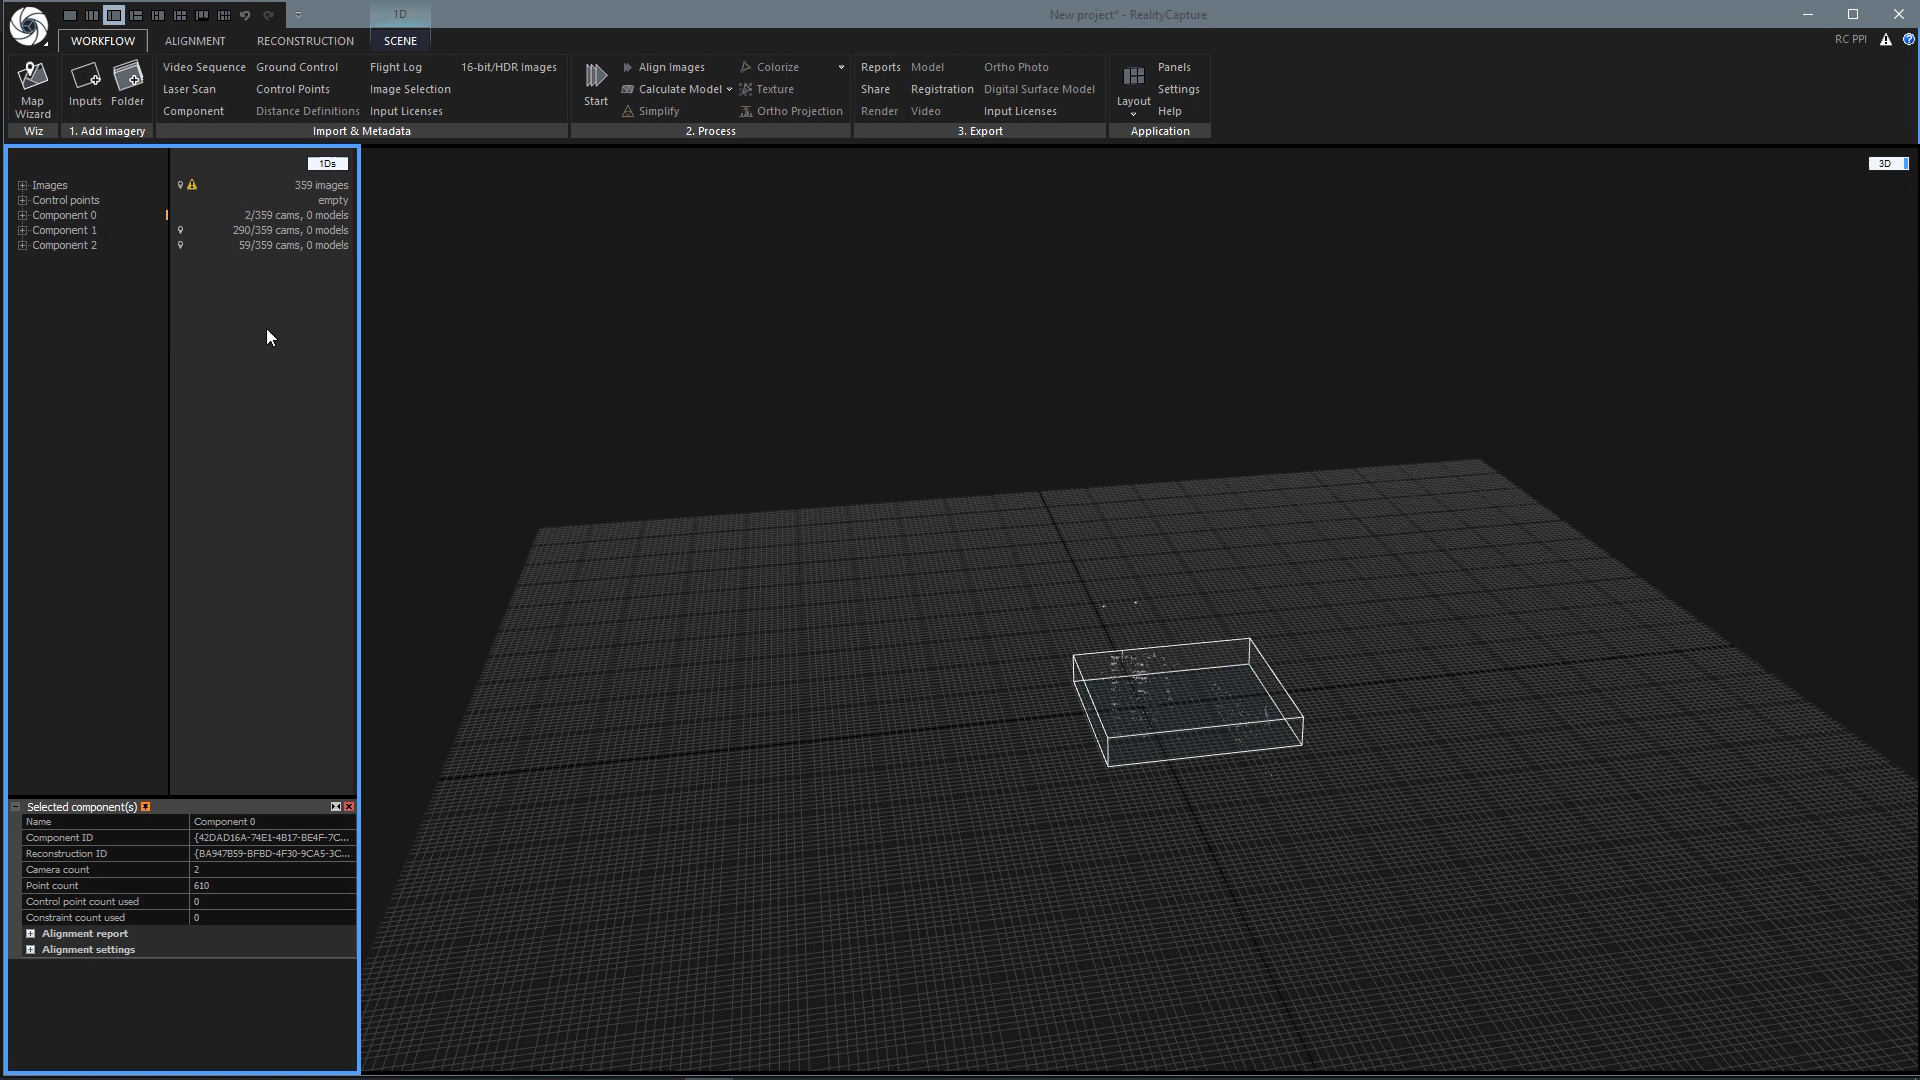 1D
New project* - RealityCapture
WORKFLOW ALIGNMENT RECONSTRUCTION SCENE
RC PPI
Map Wizard
Inputs
Folder
Video Sequence Ground Control Flight Log 16-bit/HDR Images
Laser Scan Control Points Image Selection
Component Distance Definitions Input Licenses
Start
Align Images Colorize
Calculate Model Texture
Simplify Ortho Projection
Reports Model Ortho Photo
Share Registration Digital Surface Model
Render Video Input Licenses
Layout
Panels
Settings
Help
Wiz 1. Add imagery Import & Metadata 2. Process 3. Export Application
1Ds
3D
Images 359 images
Control points empty
Component 0 2/359 cams, 0 models
Component 1 290/359 cams, 0 models
Component 2 59/359 cams, 0 models
Selected component(s)
Name Component 0
Component ID {42DAD16A-74E1-4B17-BE4F-7C...
Reconstruction ID {BA947B59-BFBD-4F30-9CA5-3C...
Camera count 2
Point count 610
Control point count used 0
Constraint count used 0
Alignment report
Alignment settings